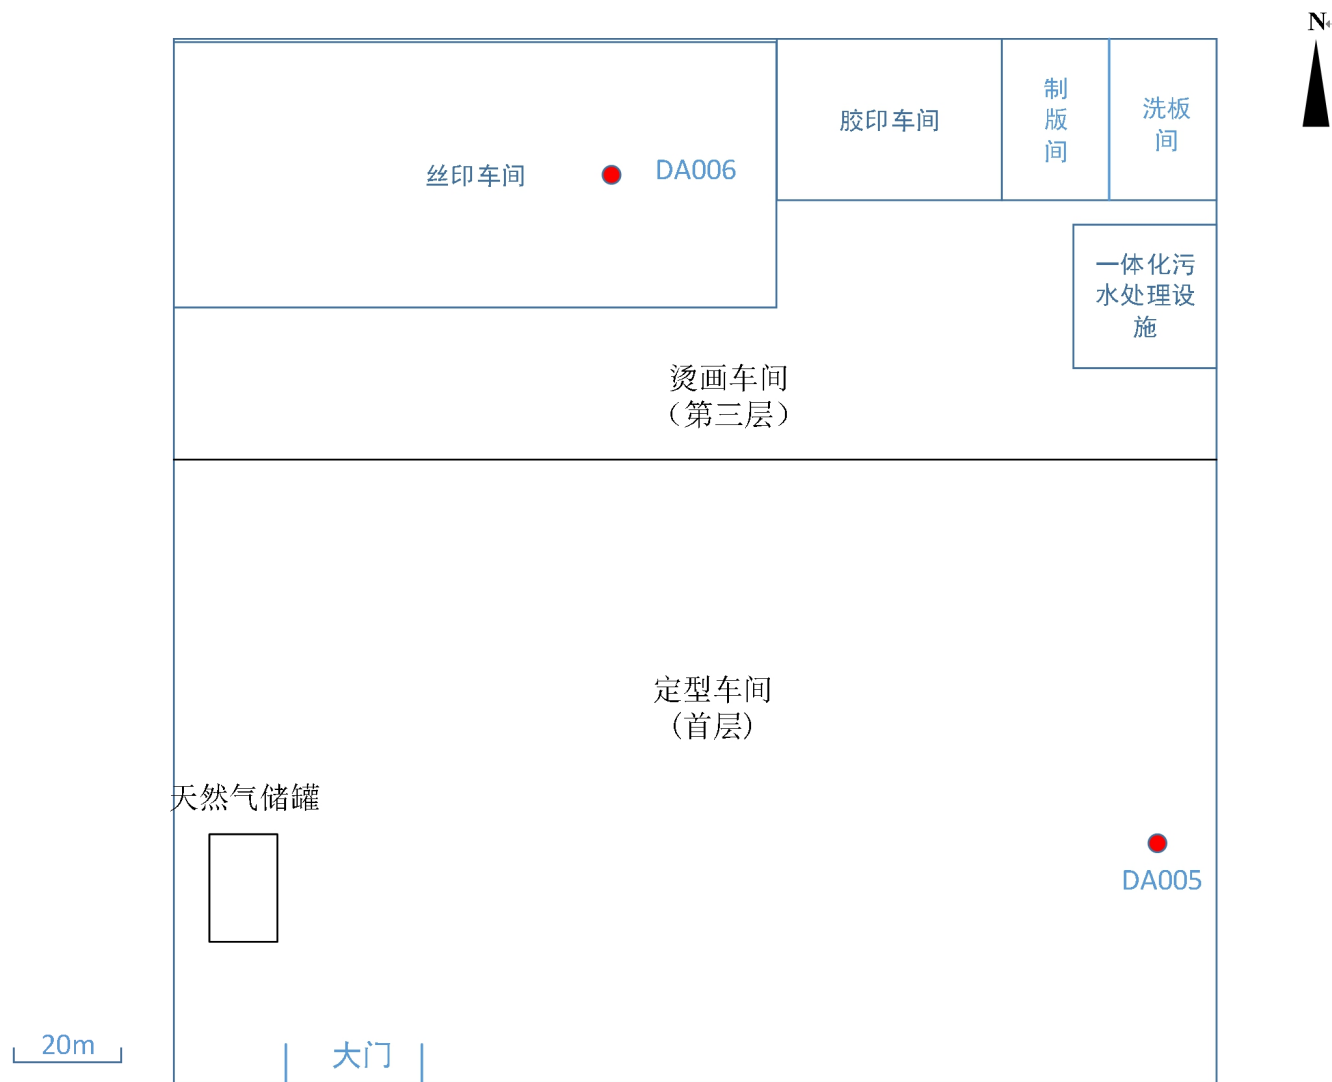 N
胶印车间
制
版
间
洗板
间
丝印车间
DA006
一体化污
水处理设
施
烫画车间
（第三层）
定型车间
(首层)
天然气储罐
DA005
20m
大门